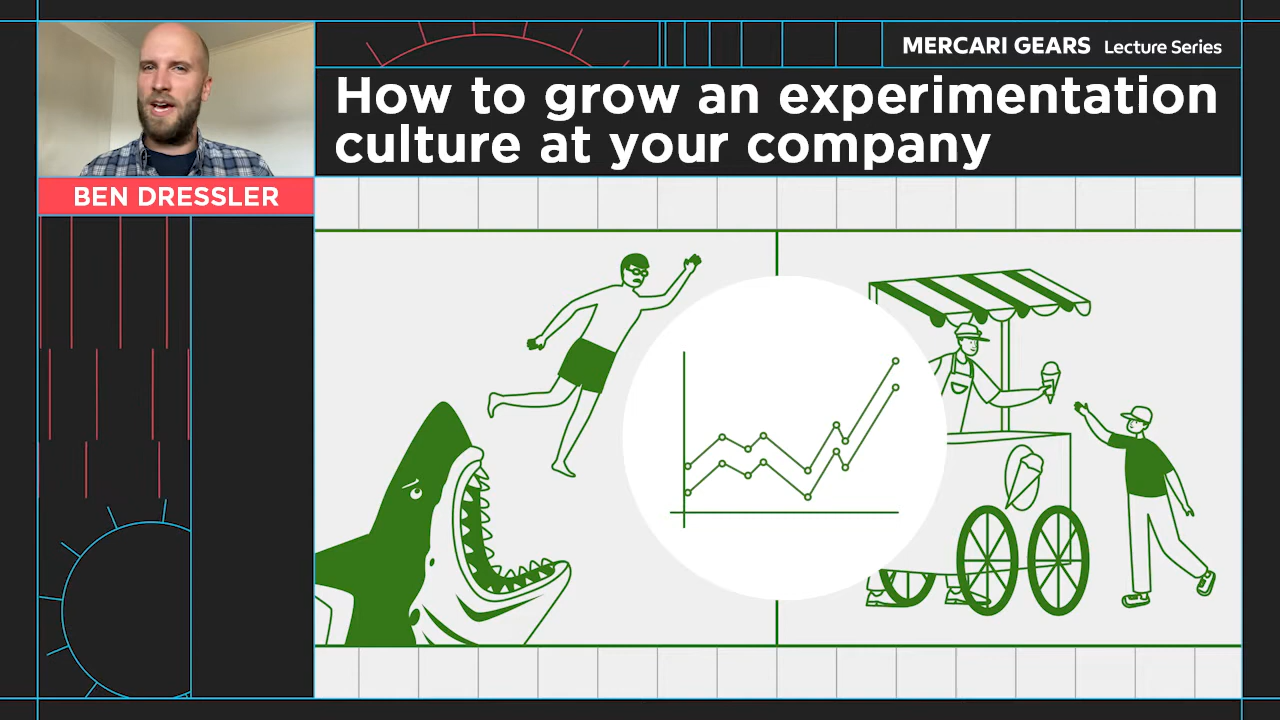 MERCARI GEARS Lecture Series
How to grow an experimentation
culture at your company
BEN DRESSLER